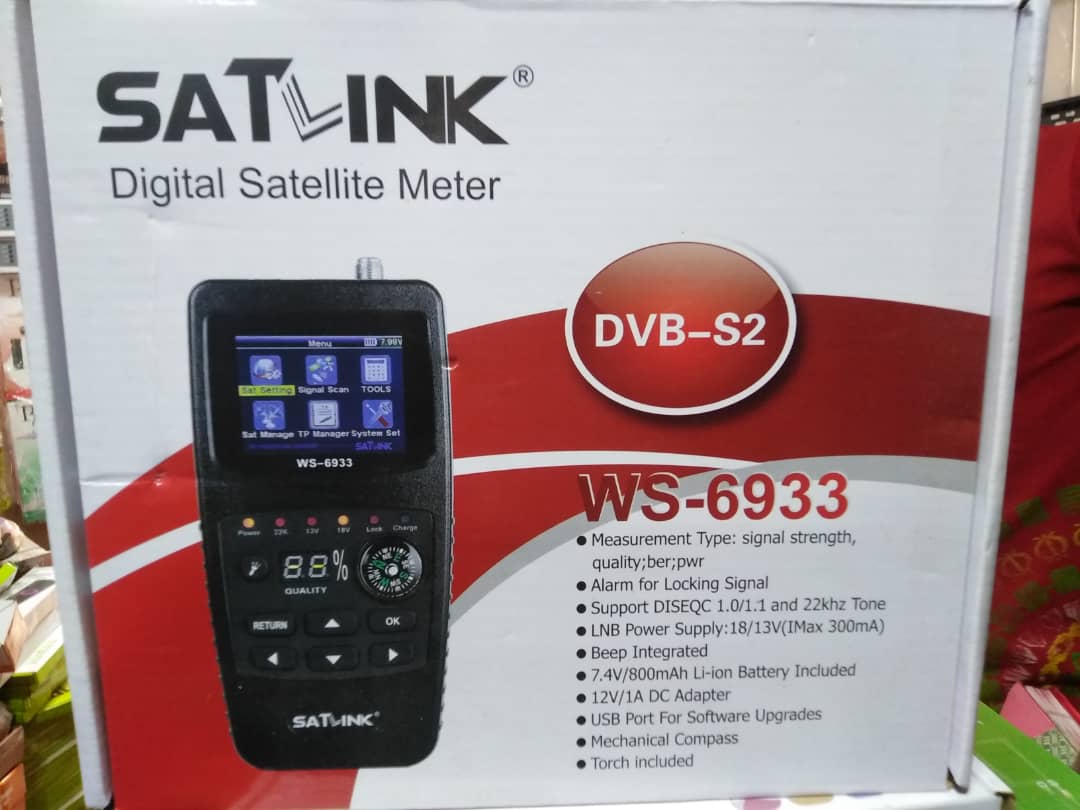 SATLINK®
Digital Satellite Meter
DVB-S2
Menu 7.99V
Sat Setting Signal Scan TOOLS
Sat Manage TP Manager System Set
SATLINK
WS-6933
Power 22K 13V 18V Lock Charge
88%
QUALITY
RETURN OK
SATLINK®
WS-6933
● Measurement Type: signal strength,
quality;ber;pwr
● Alarm for Locking Signal
● Support DISEQC 1.0/1.1 and 22khz Tone
● LNB Power Supply:18/13V(IMax 300mA)
● Beep Integrated
● 7.4V/800mAh Li-ion Battery Included
● 12V/1A DC Adapter
● USB Port For Software Upgrades
● Mechanical Compass
● Torch included